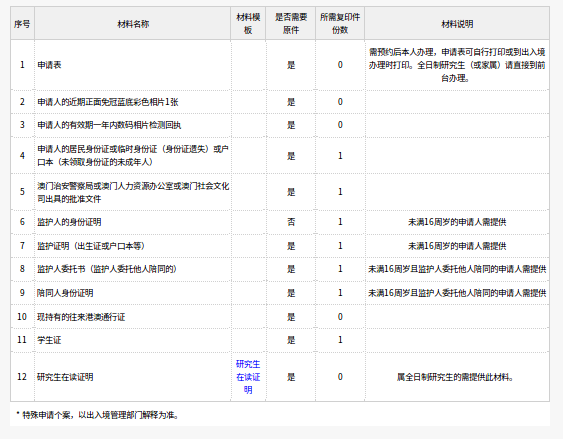 序号 材料名称 材料模板 是否需要原件 所需复印件份数 材料说明
1 申请表 是 0 需预约后本人办理，申请表可自行打印或到出入境办理时打印。全日制研究生（或家属）请直接到前台办理。
2 申请人的近期正面免冠蓝底彩色相片1张 是 0
3 申请人的有效期一年内数码相片检测回执 是 0
4 申请人的居民身份证或临时身份证（身份证遗失）或户口本（未领取身份证的未成年人） 是 1
5 澳门治安警察局或澳门人力资源办公室或澳门社会文化司出具的批准文件 是 1
6 监护人的身份证明 否 1 未满16周岁的申请人需提供
7 监护证明（出生证或户口本等） 是 1 未满16周岁的申请人需提供
8 监护人委托书（监护人委托他人陪同的） 是 1 未满16周岁且监护人委托他人陪同的申请人需提供
9 陪同人身份证明 是 1 未满16周岁且监护人委托他人陪同的申请人需提供
10 现持有的往来港澳通行证 是 0
11 学生证 是 1
12 研究生在读证明 研究生在读证明 是 0 属全日制研究生的需提供此材料。
* 特殊申请个案，以出入境管理部门解释为准。